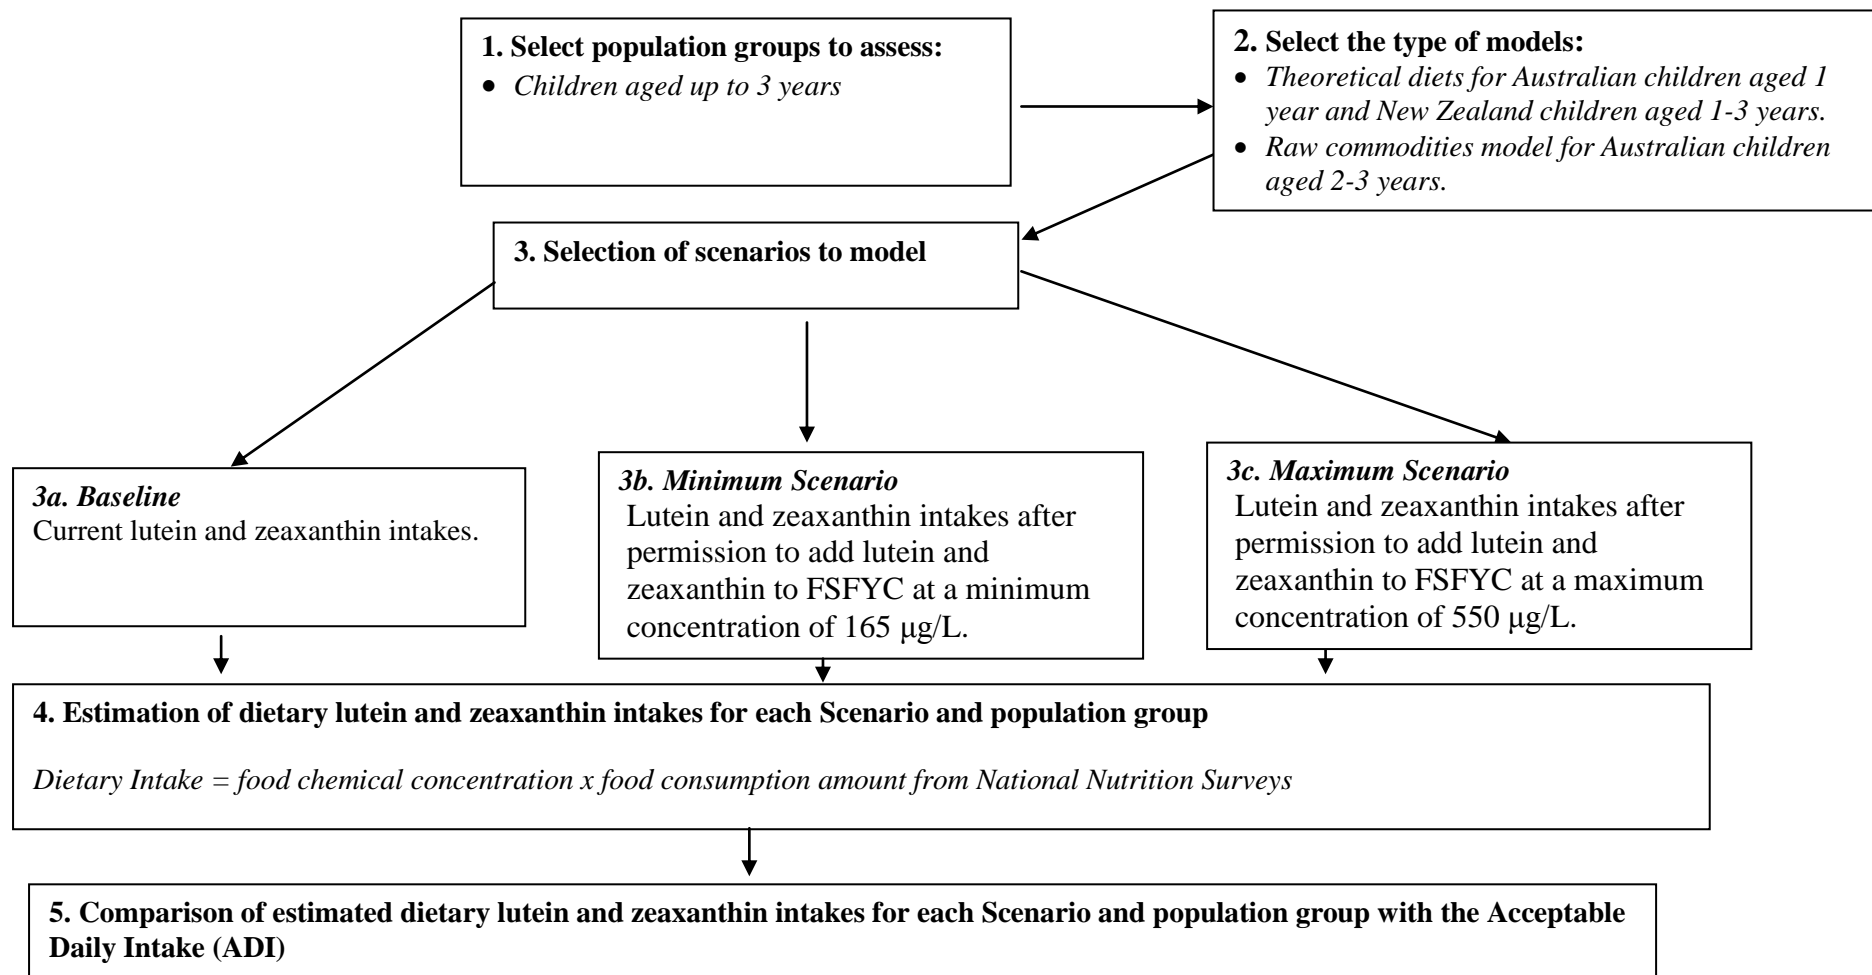 1. Select population groups to assess:
• Children aged up to 3 years
2. Select the type of models:
• Theoretical diets for Australian children aged 1
year and New Zealand children aged 1-3 years.
• Raw commodities model for Australian children
aged 2-3 years.
3. Selection of scenarios to model
3a. Baseline
Current lutein and zeaxanthin intakes.
3b. Minimum Scenario
Lutein and zeaxanthin intakes after
permission to add lutein and
zeaxanthin to FSFYC at a minimum
concentration of 165 μg/L.
3c. Maximum Scenario
Lutein and zeaxanthin intakes after
permission to add lutein and
zeaxanthin to FSFYC at a maximum
concentration of 550 μg/L.
4. Estimation of dietary lutein and zeaxanthin intakes for each Scenario and population group
Dietary Intake = food chemical concentration x food consumption amount from National Nutrition Surveys
5. Comparison of estimated dietary lutein and zeaxanthin intakes for each Scenario and population group with the Acceptable
Daily Intake (ADI)